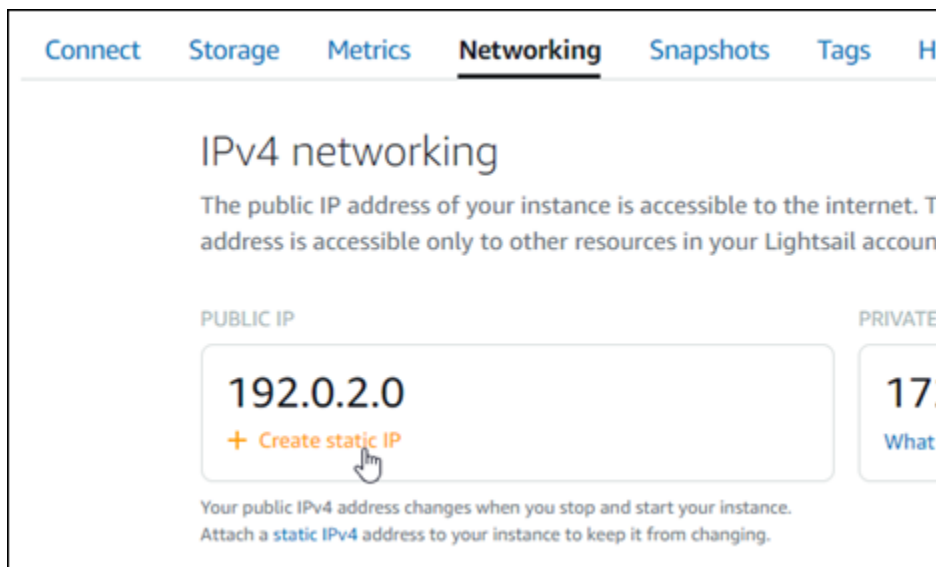 Connect Storage Metrics Networking Snapshots Tags H
IPv4 networking
The public IP address of your instance is accessible to the internet. T
address is accessible only to other resources in your Lightsail accoun
PUBLIC IP
PRIVATE
192.0.2.0
17
+ Create static IP
What
Your public IPv4 address changes when you stop and start your instance.
Attach a static IPv4 address to your instance to keep it from changing.